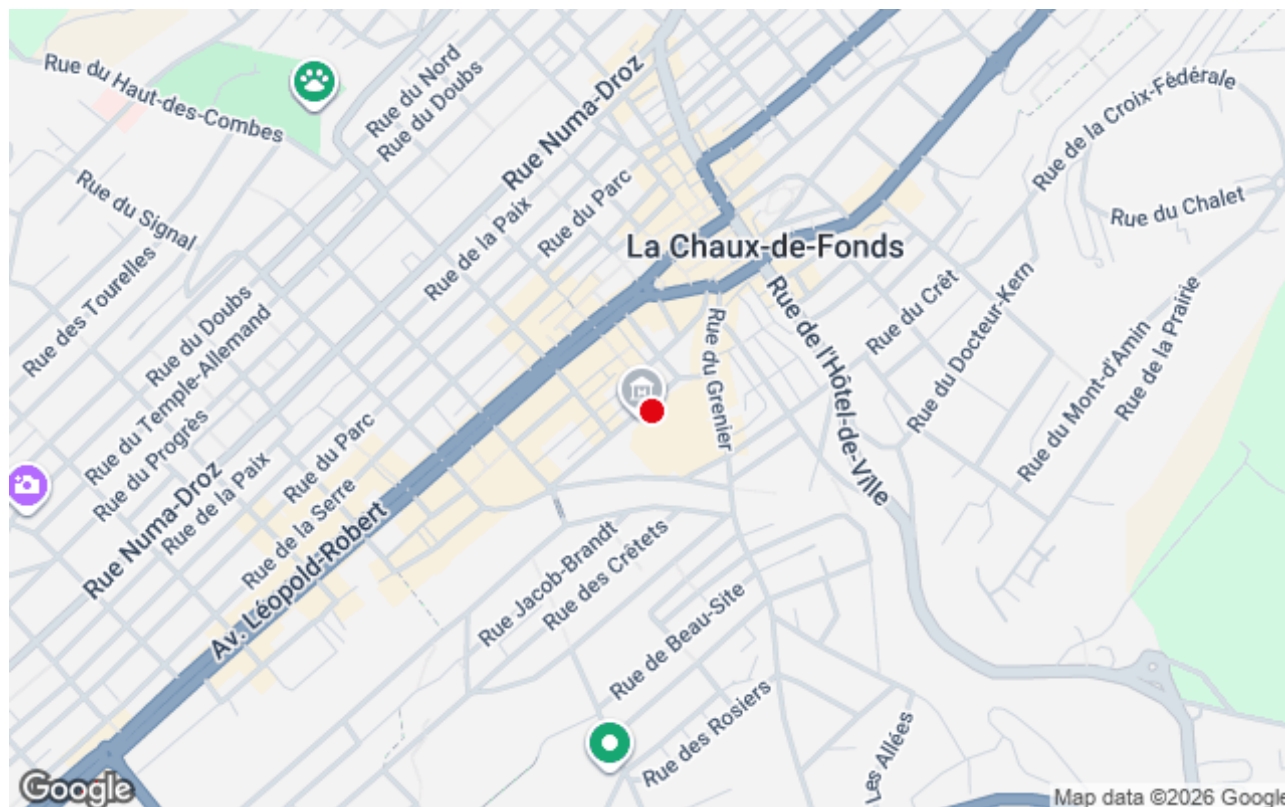 Rue du Haut-des-Combes
Rue du Nord
Rue du Doubs
Rue Numa-Droz
Rue de la Croix-Fédérale
Rue du Signal
Rue du Parc
Rue du Chalet
Rue de la Paix
La Chaux-de-Fonds
Rue des Tourelles
Rue du Doubs
Rue du Temple-Allemand
Rue du Progrès
Rue du Grenier
Rue de l'Hôtel-de-Ville
Rue du Crêt
Rue du Docteur-Kern
Rue du Mont-d'Amin
Rue de la Prairie
Rue du Parc
Rue de la Paix
Rue Numa-Droz
Rue de la Serre
Av. Léopold-Robert
Rue Jacob-Brandt
Rue des Crêtets
Rue de Beau-Site
Rue des Rosiers
Les Allées
Google
Map data ©2026 Google